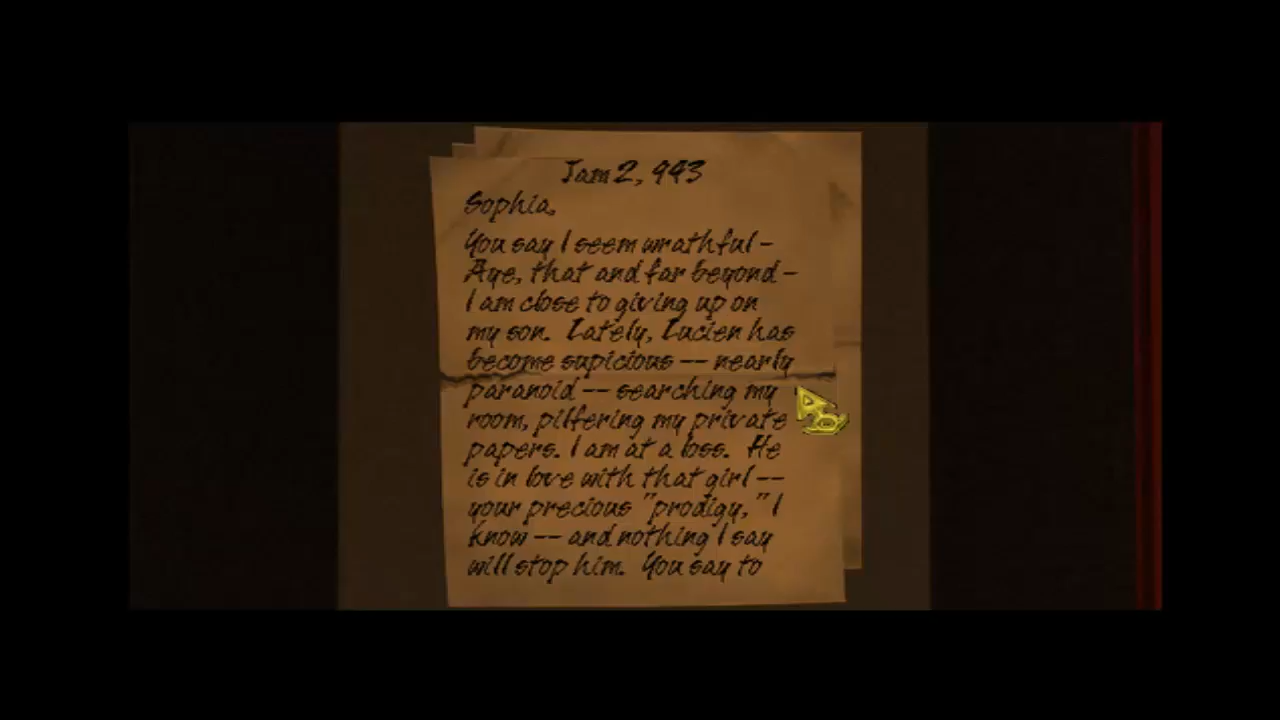 Jam 2, 943
Sophia,
You say I seem wrathful -
Aye, that and far beyond -
I am close to giving up on
my son. Lately, Lucien has
become supicious -- nearly
paranoid -- searching my
room, pilfering my private
papers. I am at a loss. He
is in love with that girl --
your precious "prodigy," I
know -- and nothing I say
will stop him. You say to